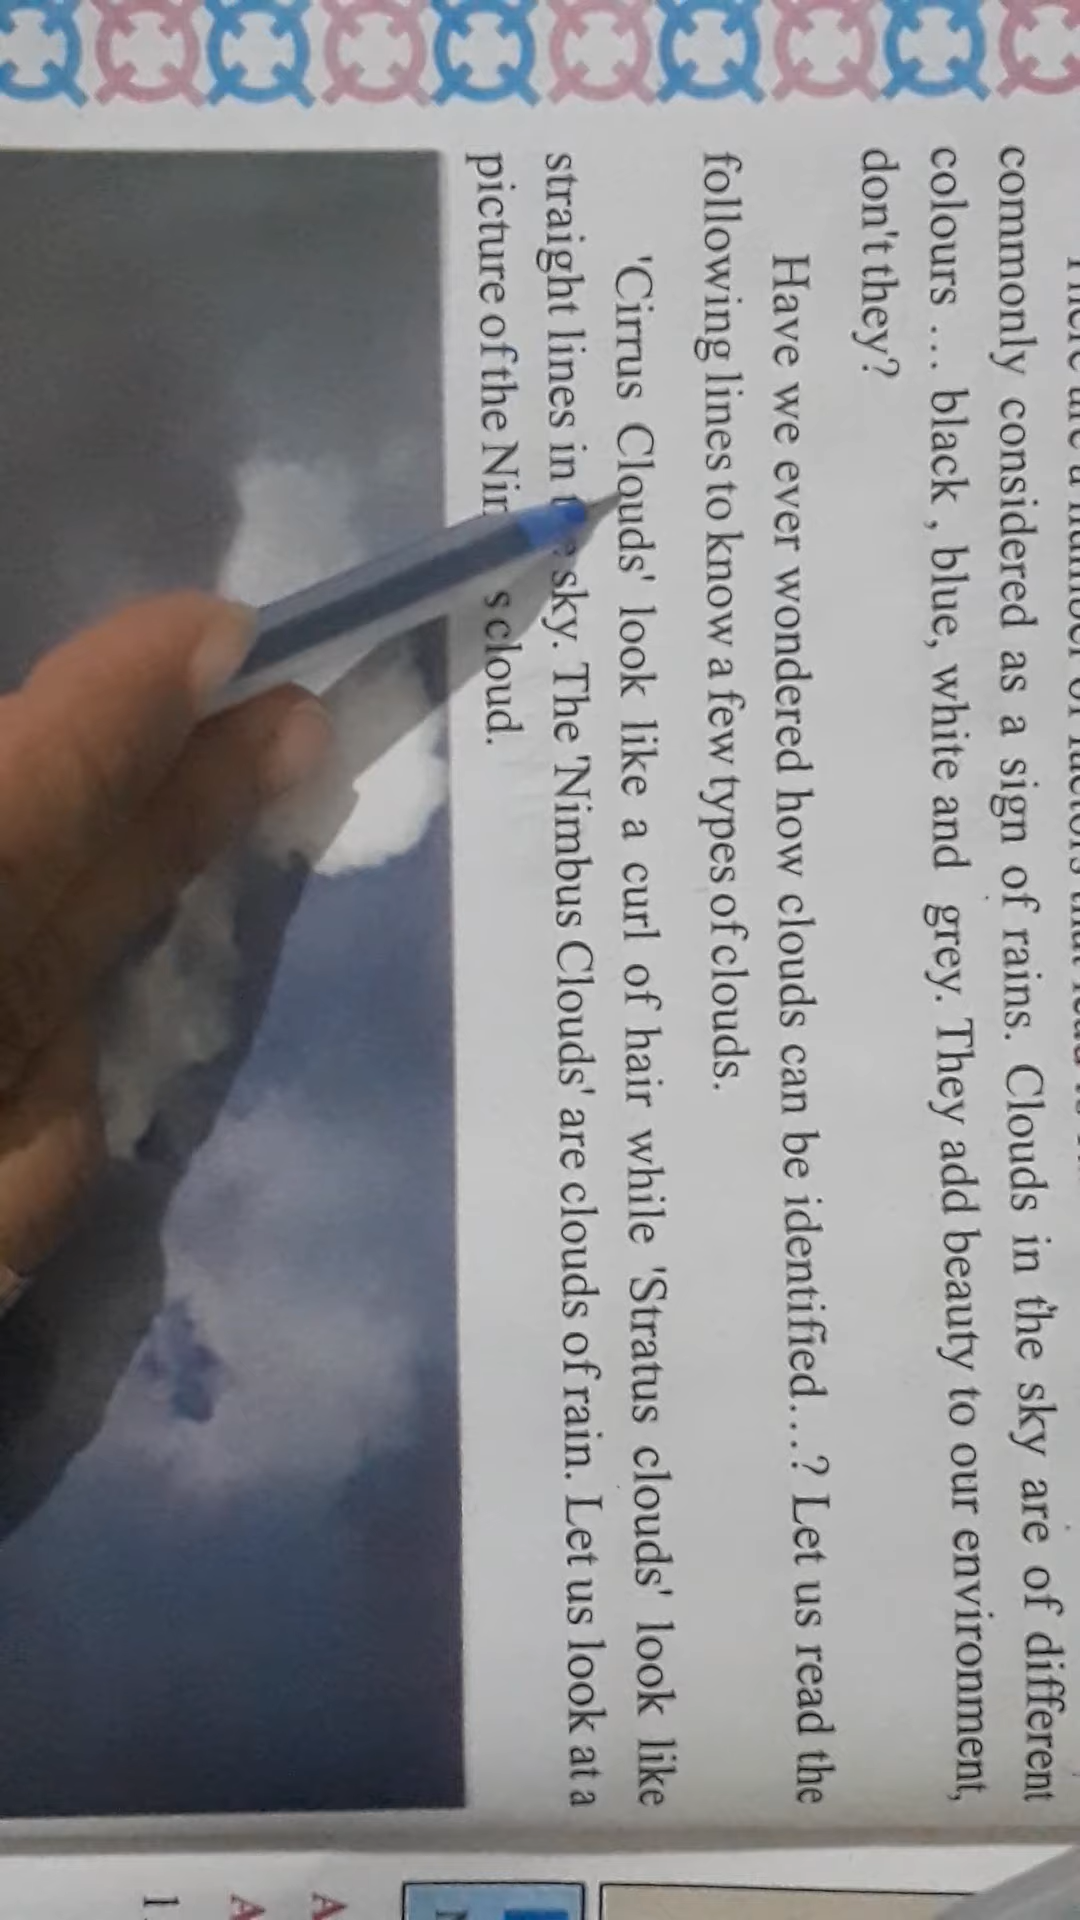 commonly considered as a sign of rains. Clouds in the sky are of different
colours ... black , blue, white and grey. They add beauty to our environment,
don't they?
Have we ever wondered how clouds can be identified...? Let us read the
following lines to know a few types of clouds.
'Cirrus Clouds' look like a curl of hair while 'Stratus clouds' look like
straight lines in sky. The 'Nimbus Clouds' are clouds of rain. Let us look at a
picture of the cloud.
A
A
1.